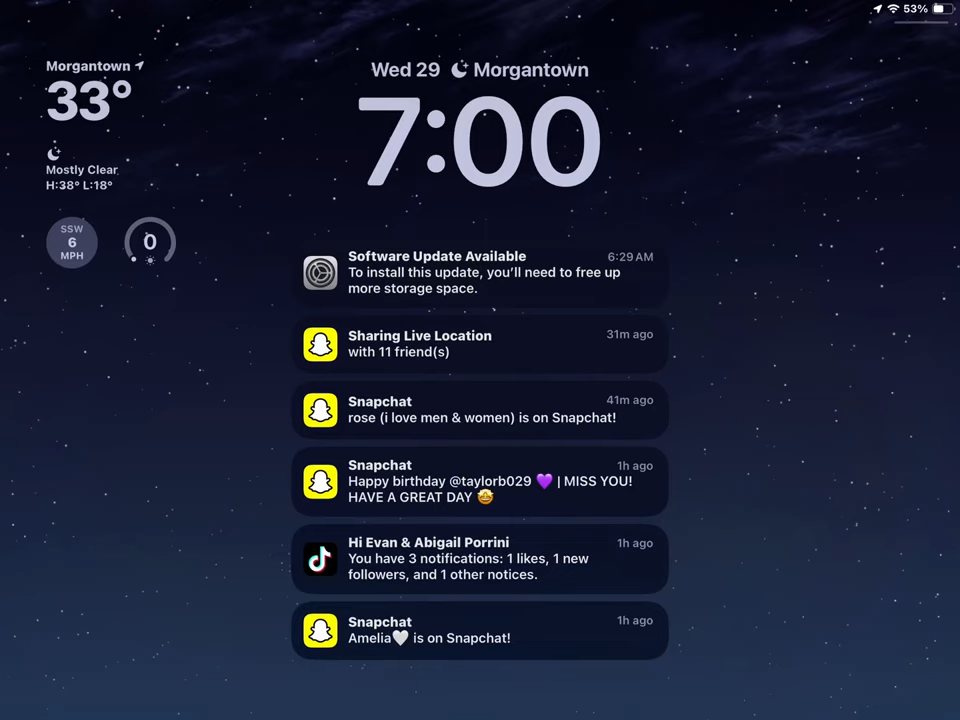 53%
Morgantown
33°
Mostly Clear
H:38° L:18°
SSW
6
MPH
0
Wed 29 Morgantown
7:00
Software Update Available 6:29 AM
To install this update, you’ll need to free up
more storage space.
Sharing Live Location 31m ago
with 11 friend(s)
Snapchat 41m ago
rose (i love men & women) is on Snapchat!
Snapchat 1h ago
Happy birthday @taylorb029 💜 | MISS YOU!
HAVE A GREAT DAY 🤩
Hi Evan & Abigail Porrini 1h ago
You have 3 notifications: 1 likes, 1 new
followers, and 1 other notices.
Snapchat 1h ago
Amelia🤍 is on Snapchat!